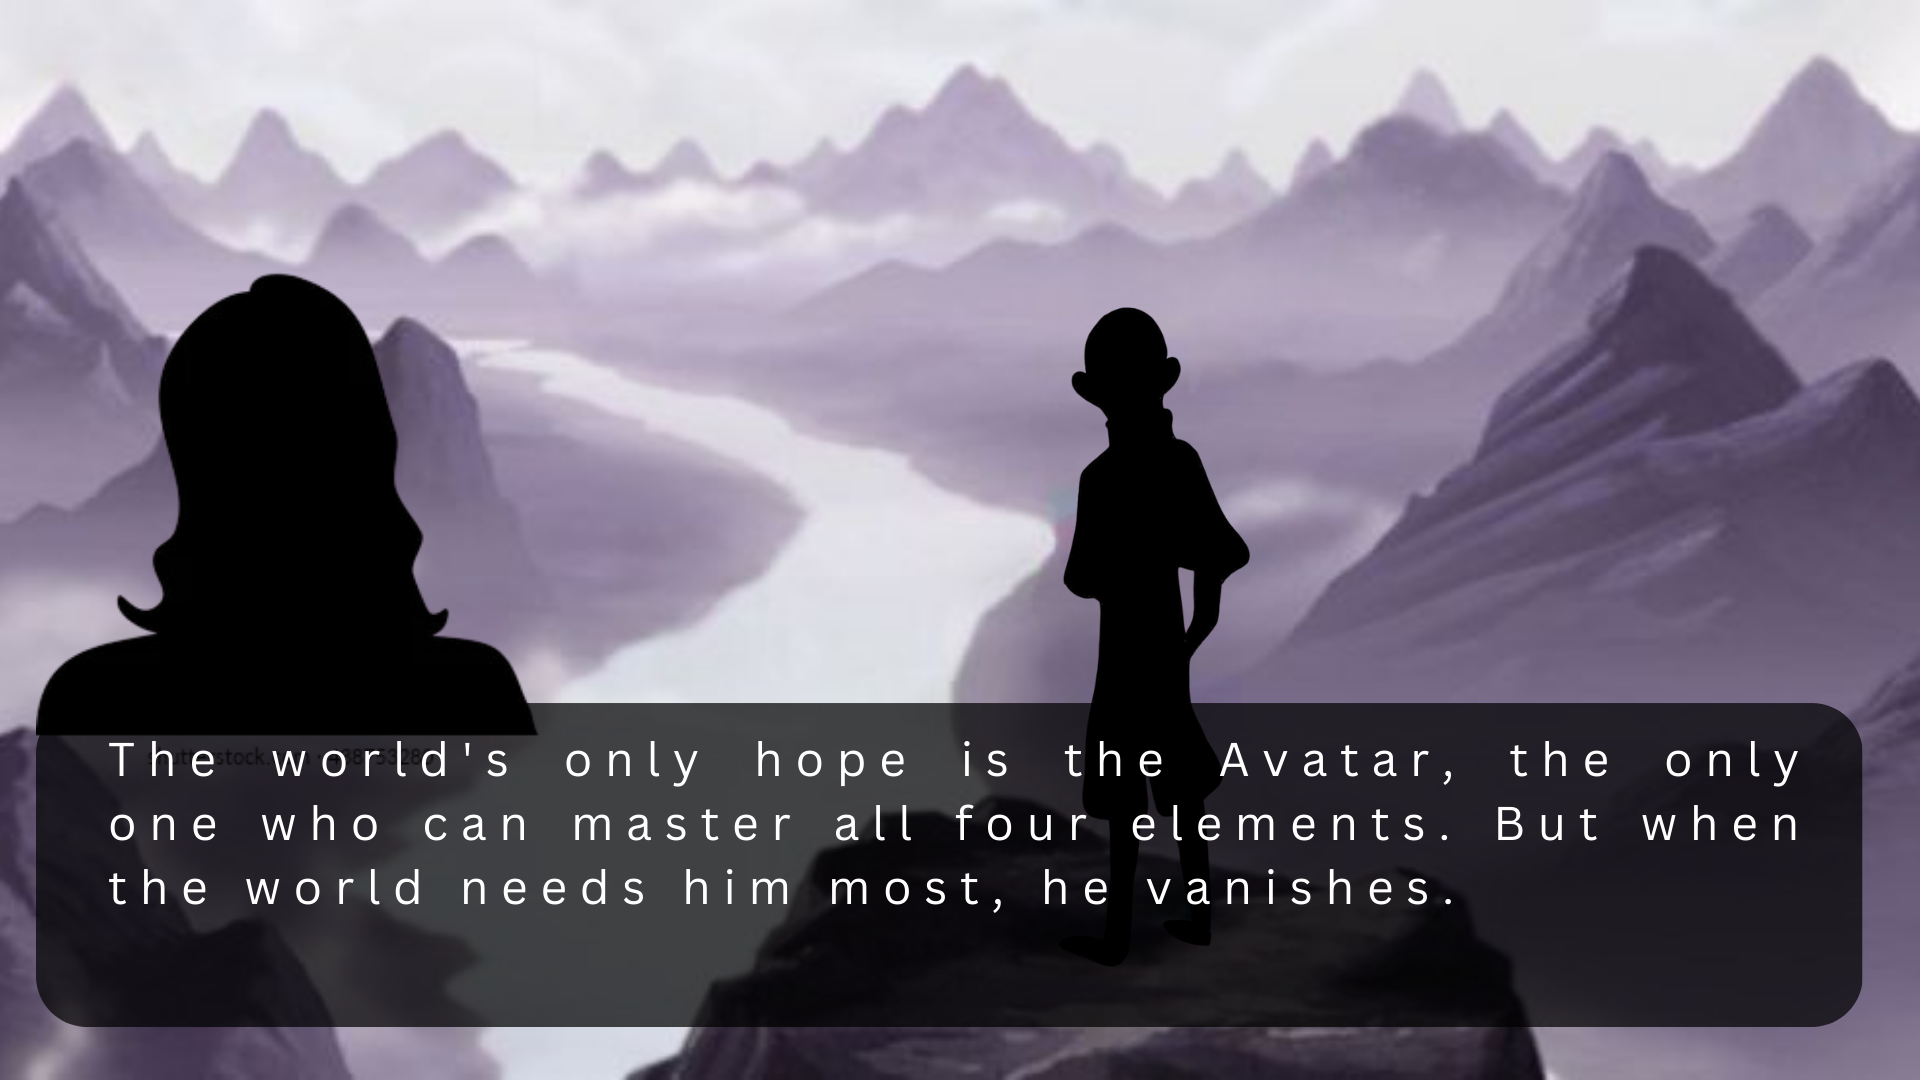 The world's only hope is the Avatar, the only
one who can master all four elements. But when
the world needs him most, he vanishes.